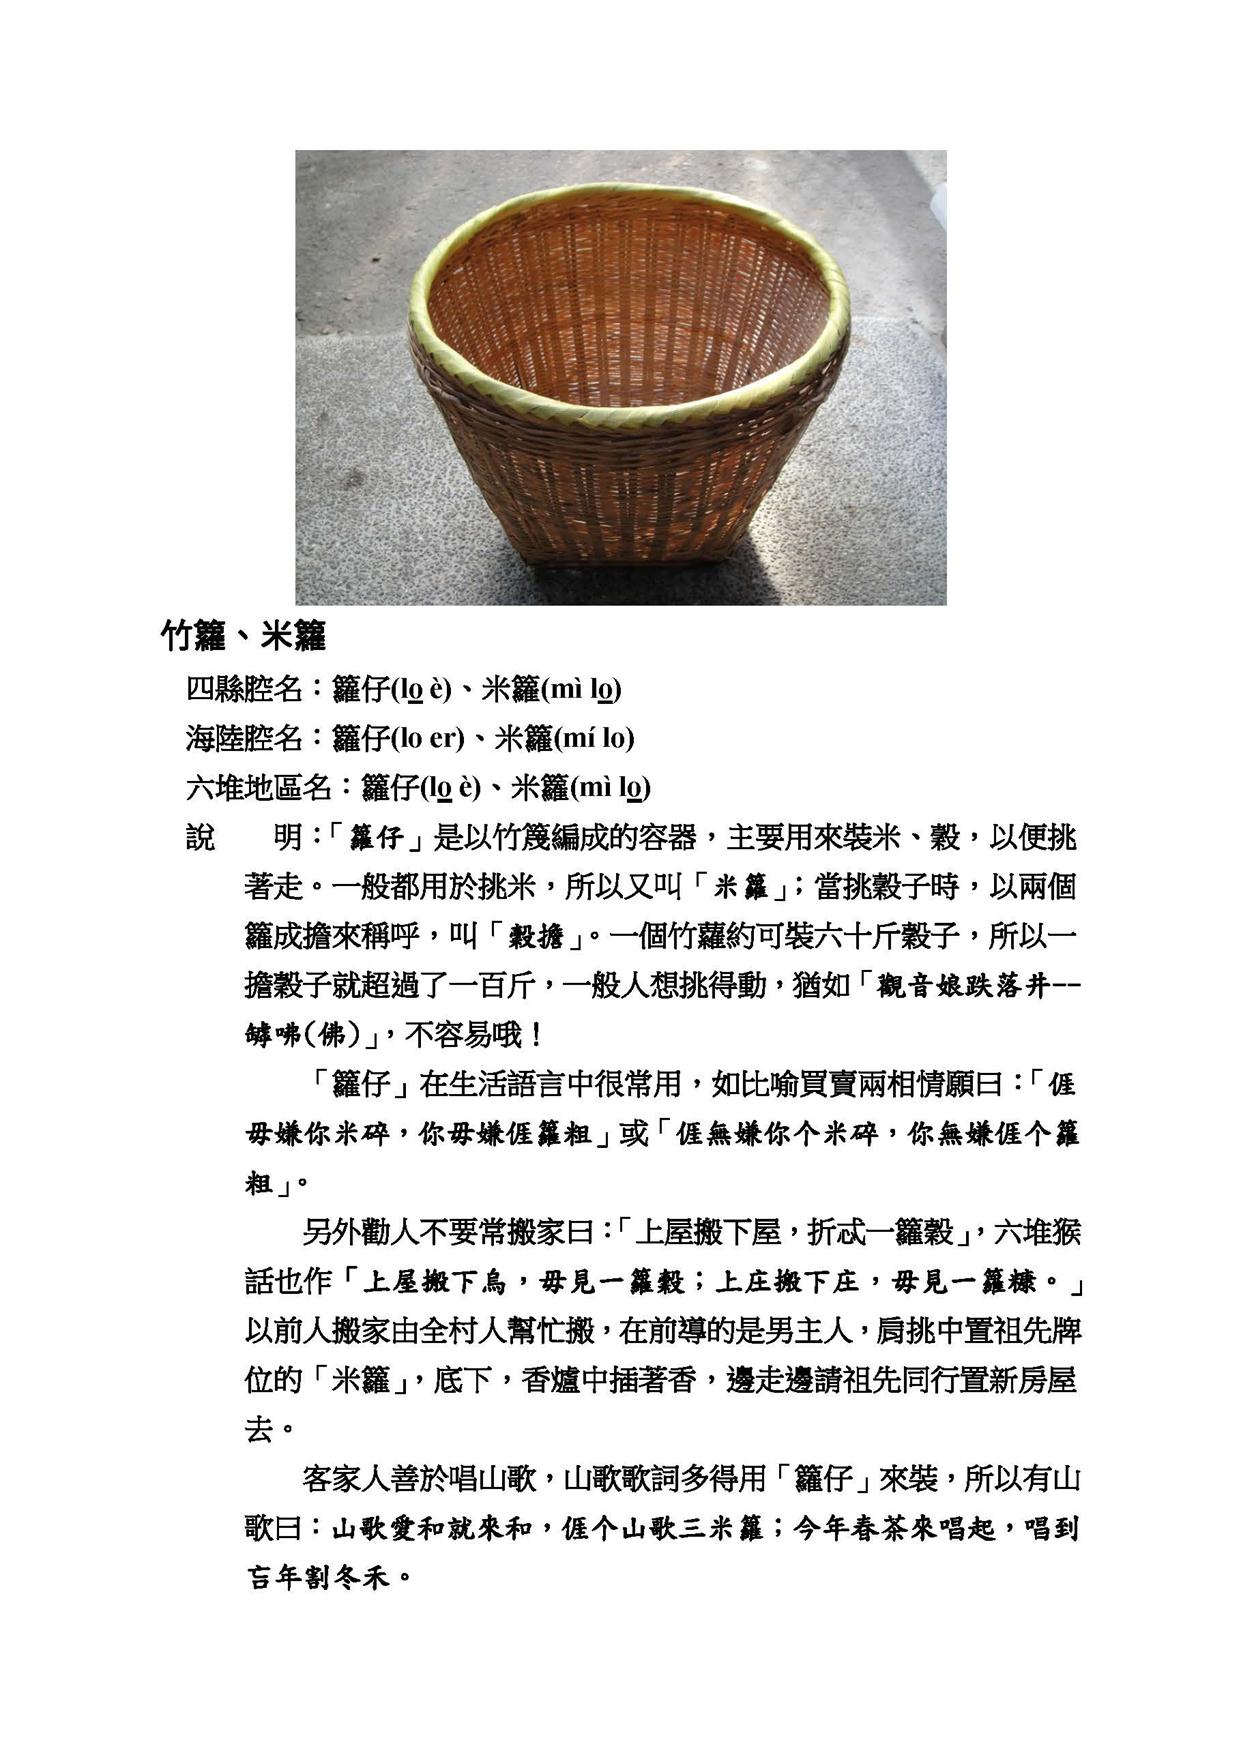 竹籮、米籮
四縣腔名：籮仔(lo è)、米籮(mì lo)
海陸腔名：籮仔(lo er)、米籮(mí lo)
六堆地區名：籮仔(lo è)、米籮(mì lo)
說　　明：「籮仔」是以竹篾編成的容器，主要用來裝米、穀，以便挑
著走。一般都用於挑米，所以又叫「米籮」；當挑穀子時，以兩個
籮成擔來稱呼，叫「穀擔」。一個竹蘿約可裝六十斤穀子，所以一
擔穀子就超過了一百斤，一般人想挑得動，猶如「觀音娘跌落井--
罅咈(佛)」，不容易哦！
「籮仔」在生活語言中很常用，如比喻買賣兩相情願曰：「𠊎
毋嫌你米碎，你毋嫌𠊎籮粗」或「𠊎無嫌你个米碎，你無嫌𠊎个籮
粗」。
另外勸人不要常搬家曰：「上屋搬下屋，折忒一籮穀」，六堆猴
話也作「上屋搬下烏，毋見一籮穀；上庄搬下庄，毋見一籮糠。」
以前人搬家由全村人幫忙搬，在前導的是男主人，肩挑中置祖先牌
位的「米籮」，底下，香爐中插著香，邊走邊請祖先同行置新房屋
去。
客家人善於唱山歌，山歌歌詞多得用「籮仔」來裝，所以有山
歌曰：山歌愛和就來和，𠊎个山歌三米籮；今年春茶來唱起，唱到
言年割冬禾。